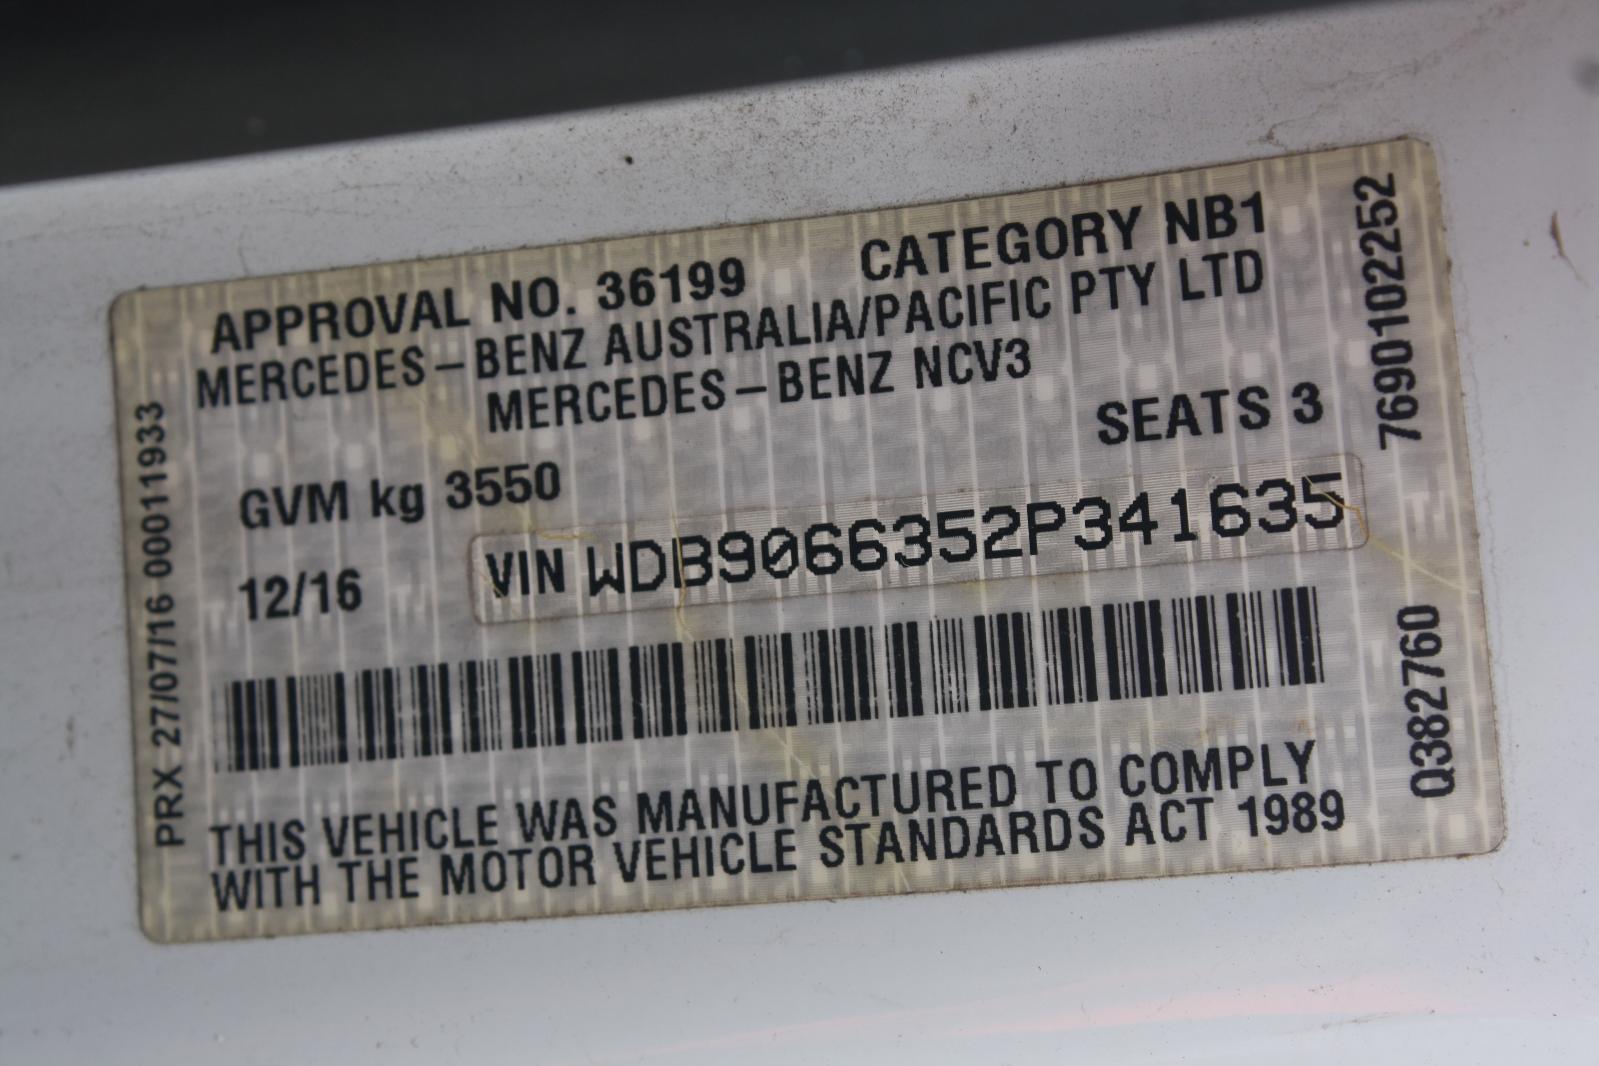 APPROVAL NO. 36199 CATEGORY NB1
MERCEDES-BENZ AUSTRALIA/PACIFIC PTY LTD
MERCEDES-BENZ NCV3
SEATS 3
GVM kg 3550
12/16 VIN WDB9066352P341635
THIS VEHICLE WAS MANUFACTURED TO COMPLY
WITH THE MOTOR VEHICLE STANDARDS ACT 1989
PRX 27/07/16 00011933
7690102252
Q382760